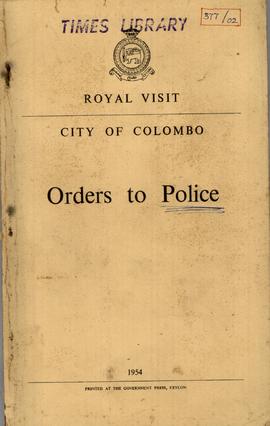 TIMES LIBRARY
377/02
ROYAL VISIT
CITY OF COLOMBO
Orders to Police
1954
PRINTED AT THE GOVERNMENT PRESS, CEYLON